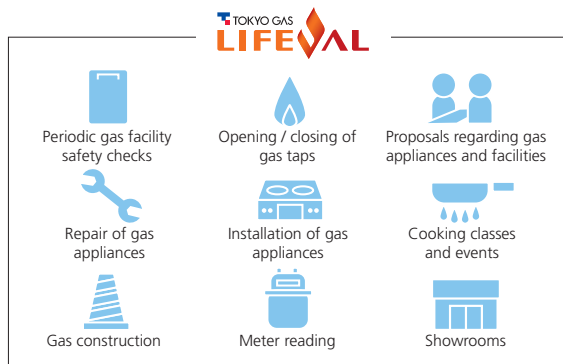 TOKYO GAS
LIFEVAL
Periodic gas facility
safety checks
Opening / closing of
gas taps
Proposals regarding gas
appliances and facilities
Repair of gas
appliances
Installation of gas
appliances
Cooking classes
and events
Gas construction
Meter reading
Showrooms